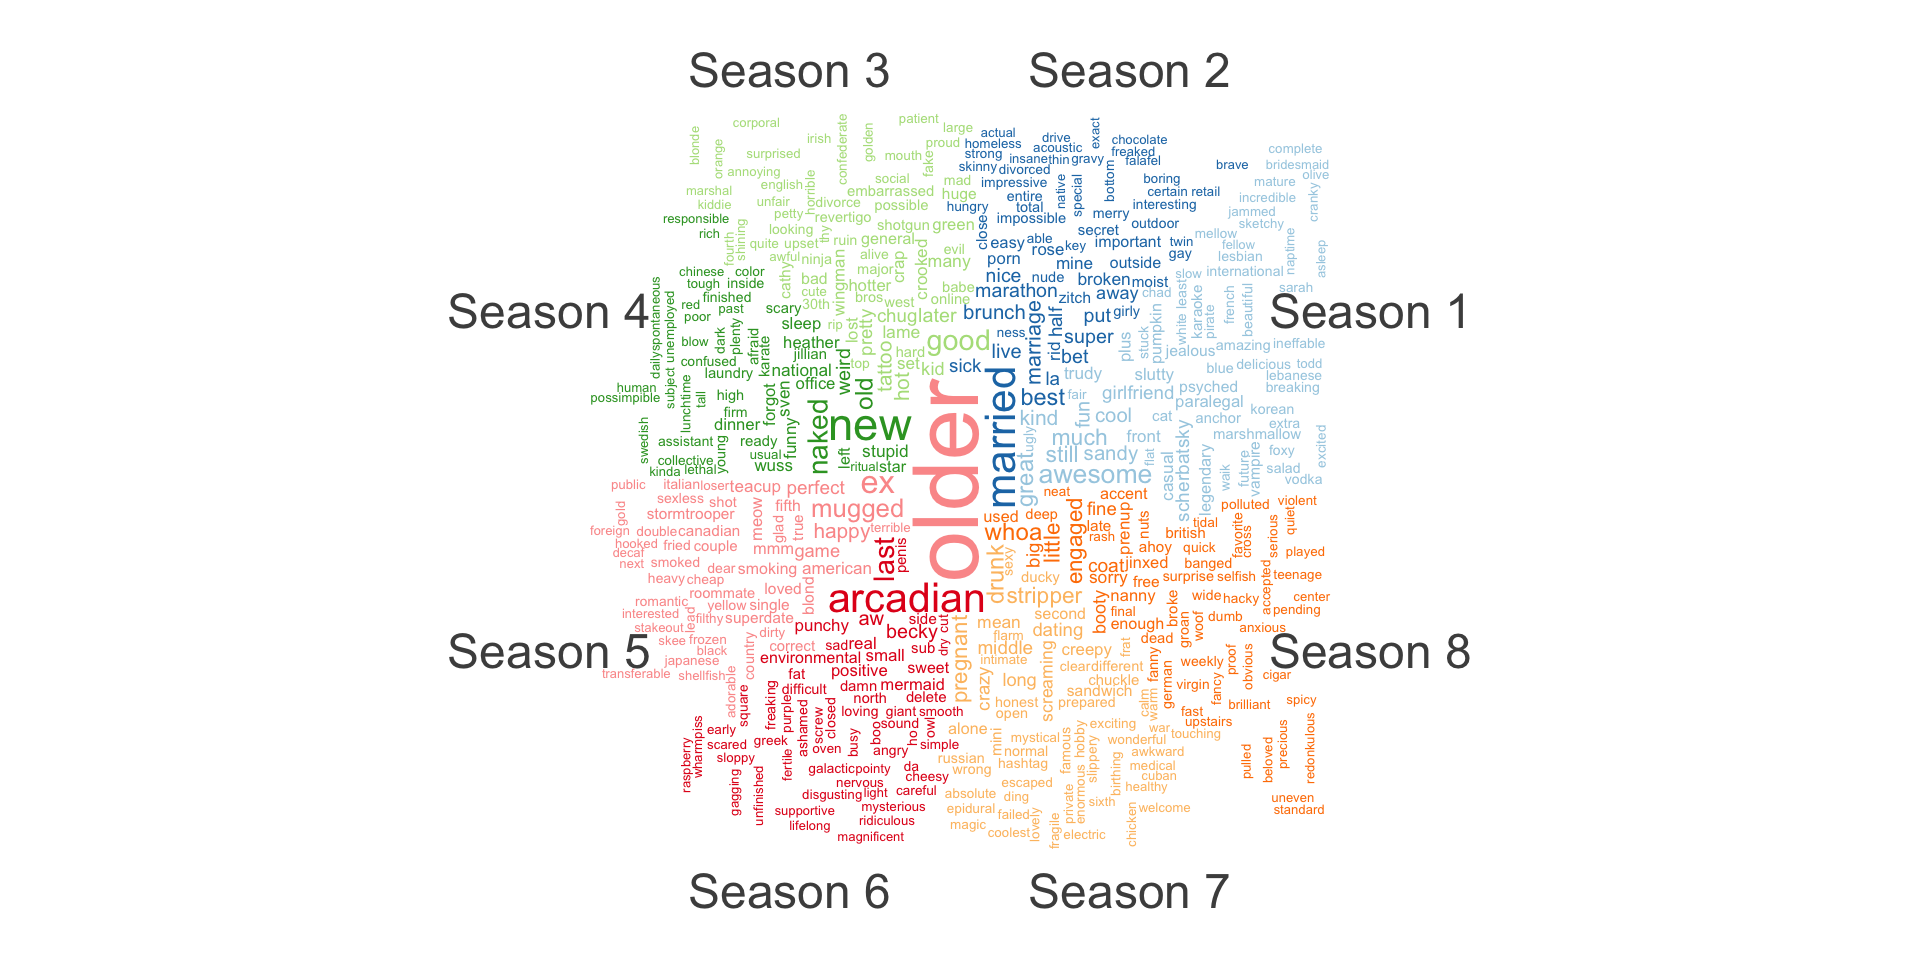 Season 3
Season 2
Season 4
Season 1
Season 5
Season 8
Season 6
Season 7
corporal
blonde
orange
irish
confederate
golden
patient
large
proud
fake
mouth
surprised
annoying
english
horrible
social
embarrassed
mad
huge
marshal
kiddie
unfair
divorce
possible
petty
revertigo
shotgun
green
looking
thy
fourth
shining
quite
upset
ruin
general
evil
awful
ninja
alive
crap
crooked
many
cathy
bad
wingman
major
hotter
babe
cute
30th
bros
west
online
rip
lost
pretty
chug
later
lame
good
hard
top
tattoo
hot
set
kid
actual
homeless
drive
exact
chocolate
strong
acoustic
freaked
insane
thin
gravy
falafel
skinny
divorced
brave
impressive
native
special
bottom
boring
entire
certain
retail
hungry
total
interesting
close
impossible
merry
outdoor
secret
easy
able
rose
key
important
twin
gay
porn
mine
outside
nice
nude
broken
moist
marathon
zitch
away
brunch
marriage
half
put
girly
ness
rid
super
live
bet
sick
la
married
best
complete
bridesmaid
olive
mature
cranky
incredible
jammed
sketchy
mellow
fellow
lesbian
naptime
asleep
slow
international
sarah
chad
white
least
karaoke
pirate
french
beautiful
plus
stuck
pumpkin
jealous
amazing
ineffable
trudy
slutty
blue
delicious
todd
lebanese
psyched
breaking
fair
girlfriend
paralegal
kind
fun
cool
cat
anchor
korean
extra
ugly
much
front
marshmallow
excited
great
still
sandy
flat
casual
scherbatsky
legendary
foxy
awesome
waik
future
vampire
salad
vodka
responsible
rich
chinese
color
tough
inside
daily
spontaneous
subject
unemployed
finished
red
past
scary
poor
dark
plenty
sleep
blow
afraid
karate
heather
jillian
confused
weird
laundry
national
human
office
possimpible
lunchtime
tall
high
forgot
sven
old
firm
naked
new
swedish
dinner
assistant
ready
funny
left
stupid
collective
young
usual
kinda
lethal
wuss
ritual
star
public
italian
loser
teacup
perfect
ex
older
sexless
shot
fifth
mugged
gold
stormtrooper
meow
glad
true
happy
terrible
foreign
double
canadian
hooked
fried
couple
mmm
game
decaf
next
smoked
dear
smoking
american
heavy
cheap
roommate
loved
blond
romantic
yellow
single
interested
lead
filthy
superdate
stakeout
dirty
skee
frozen
country
correct
black
japanese
transferable
shellfish
adorable
last
penis
arcadian
aw
side
punchy
becky
cut
dry
sad
real
sub
environmental
small
positive
sweet
fat
difficult
damn
mermaid
square
freaking
purple
north
delete
ashamed
screw
closed
loving
giant
smooth
early
raspberry
whampiss
boo
sound
ho
owl
scared
greek
busy
oven
angry
simple
sloppy
fertile
galactic
pointy
da
gagging
unfinished
nervous
cheesy
disgusting
light
careful
supportive
mysterious
lifelong
ridiculous
magnificent
drunk
sexy
ducky
stripper
second
pregnant
mean
flarm
dating
middle
creepy
frat
intimate
crazy
long
screaming
clear
different
chuckle
sandwich
honest
prepared
calm
warm
open
alone
mini
exciting
war
touching
mystical
famous
hobby
slippery
wonderful
russian
normal
awkward
wrong
hashtag
birthing
medical
cuban
escaped
private
enormous
healthy
absolute
ding
sixth
epidural
failed
lovely
welcome
magic
coolest
fragile
electric
chicken
neat
accent
used
deep
engaged
fine
polluted
violent
whoa
big
little
late
prenup
nuts
tidal
favorite
cross
serious
quiet
rash
british
ahoy
quick
played
coat
jinxed
banged
sorry
free
surprise
selfish
accepted
teenage
booty
nanny
broke
wide
hacky
center
final
pending
enough
groan
woof
dumb
anxious
dead
fanny
weekly
proof
obvious
german
virgin
fancy
cigar
fast
brilliant
spicy
upstairs
pulled
beloved
precious
redonkulous
uneven
standard